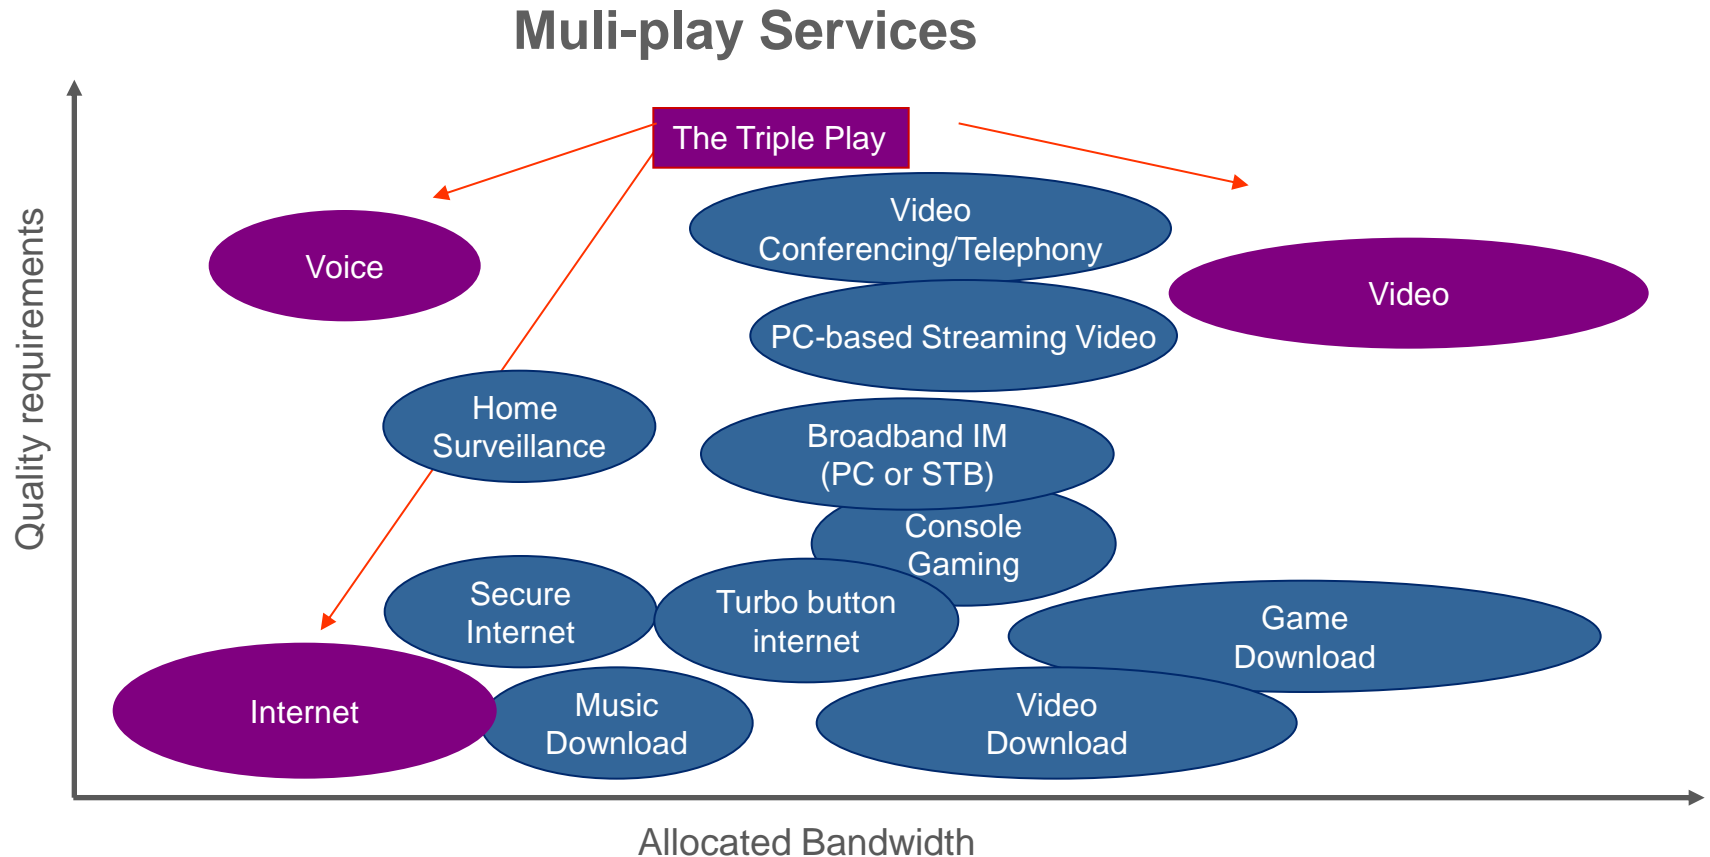 Muli-play Services
The Triple Play
Video
Conferencing/Telephony
Voice
Video
PC-based Streaming Video
Home
Surveillance
Broadband IM
(PC or STB)
Console
Gaming
Secure
Internet
Turbo button
internet
Game
Download
Internet
Music
Download
Video
Download
Quality requirements
Allocated Bandwidth